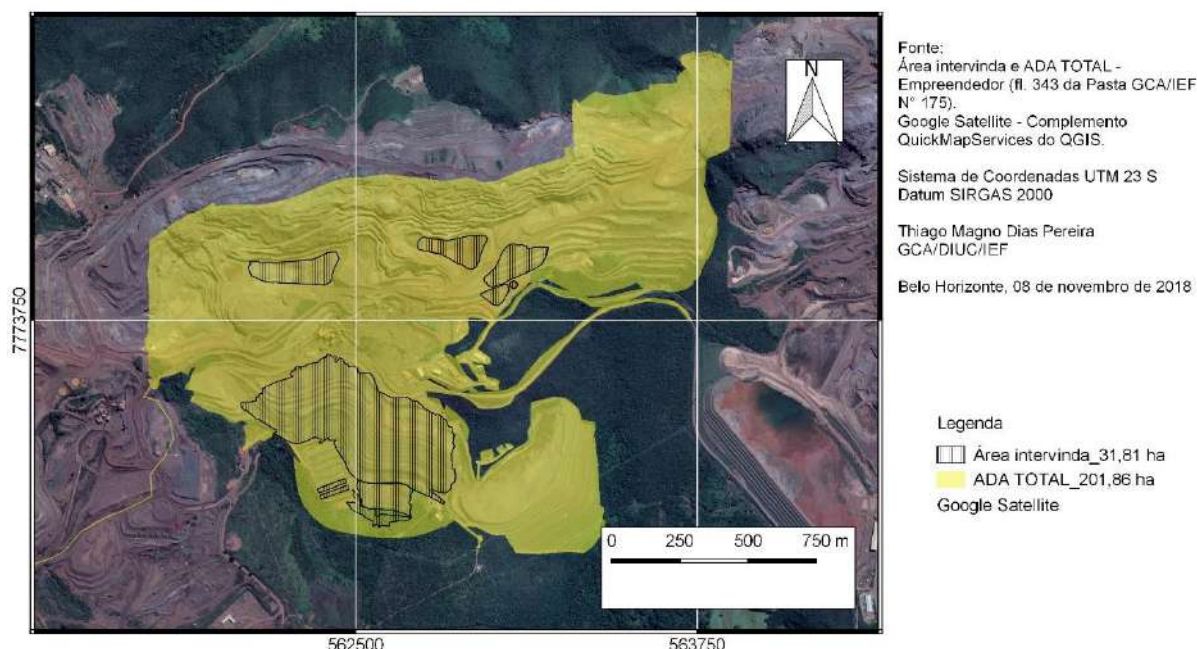 Fonte:
Área intervinda e ADA TOTAL -
Empreendedor (fl. 343 da Pasta GCA/IEF
N° 175).
Google Satellite - Complemento
QuickMapServices do QGIS.
Sistema de Coordenadas UTM 23 S
Datum SIRGAS 2000
Thiago Magno Dias Pereira
GCA/DIUC/IEF
Belo Horizonte, 08 de novembro de 2018
N
7773750
Legenda
Área intervinda_31,81 ha
ADA TOTAL_201,86 ha
Google Satellite
0 250 500 750 m
562500 563750